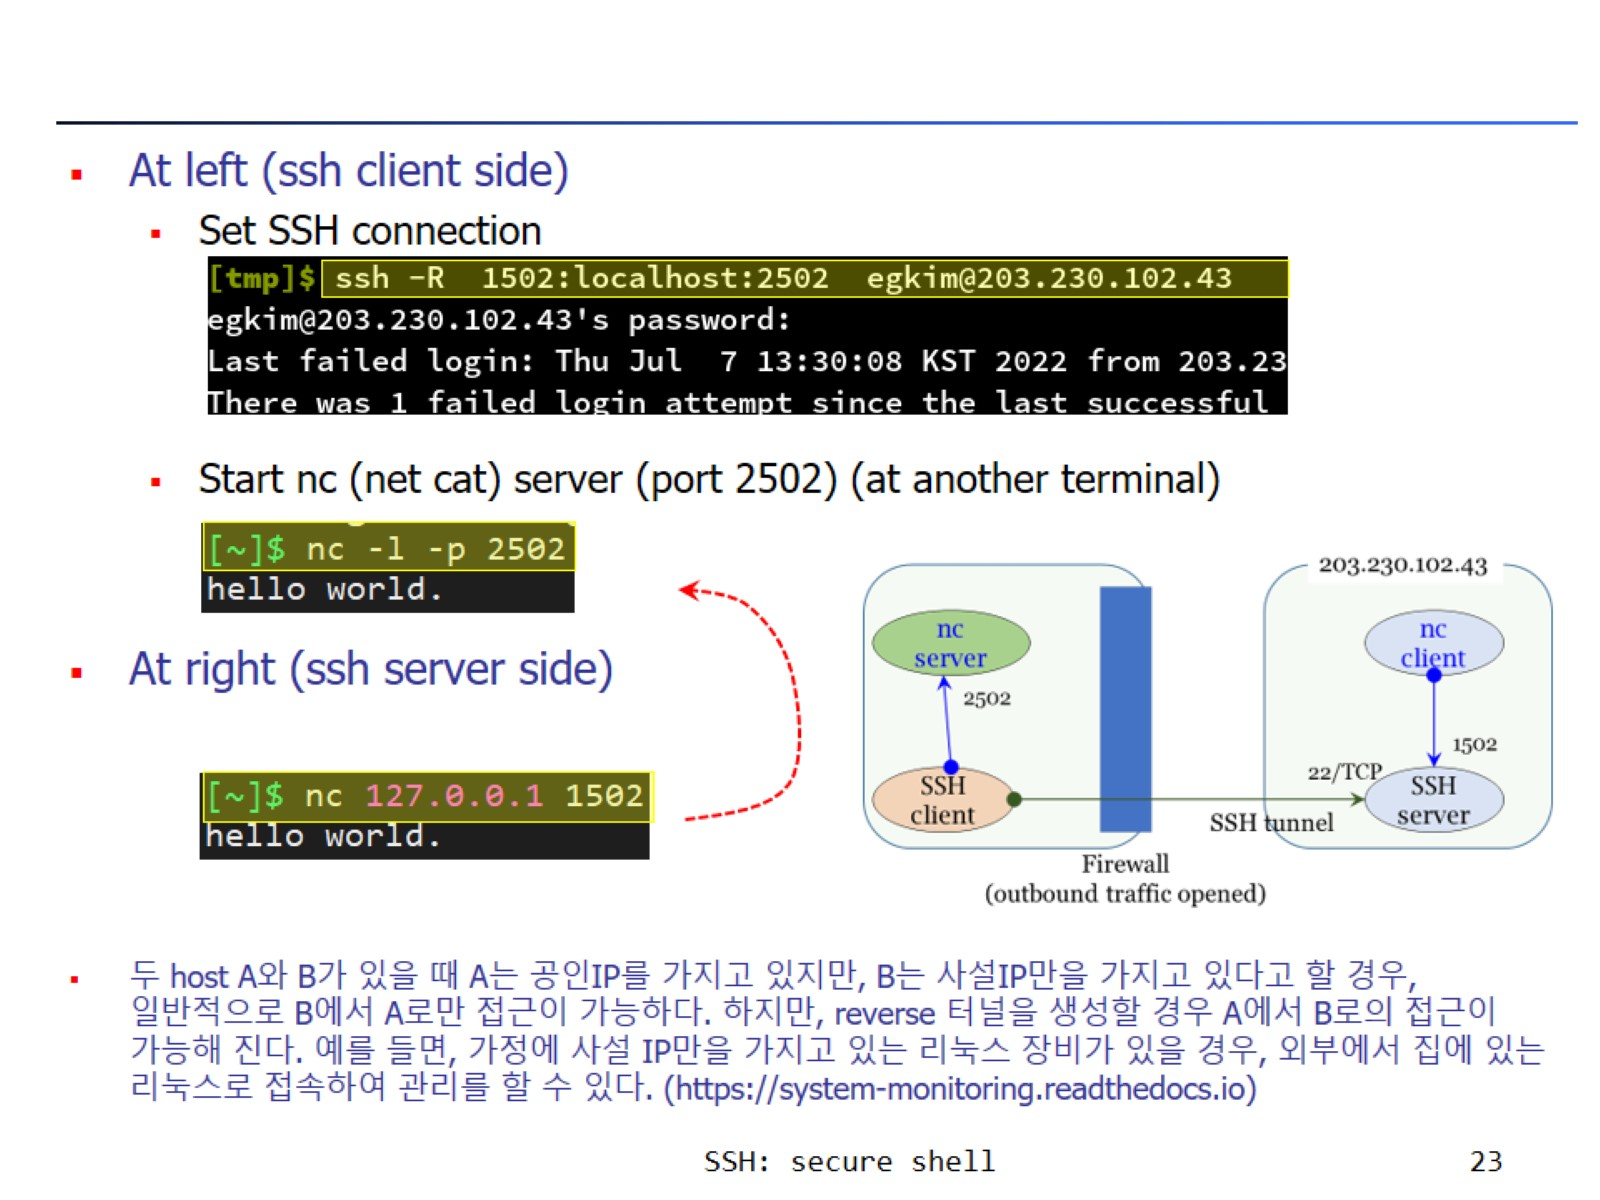 At left (ssh client side)
Set SSH connection
[tmp]$ ssh -R 1502:localhost:2502 egkim@203.230.102.43
egkim@203.230.102.43's password:
Last failed login: Thu Jul 7 13:30:08 KST 2022 from 203.23
There was 1 failed login attempt since the last successful
Start nc (net cat) server (port 2502) (at another terminal)
[~]$ nc -l -p 2502
hello world.
At right (ssh server side)
[~]$ nc 127.0.0.1 1502
hello world.
203.230.102.43
nc
server
nc
client
2502
1502
22/TCP
SSH
client
SSH
server
SSH tunnel
Firewall
(outbound traffic opened)
두 host A와 B가 있을 때 A는 공인IP를 가지고 있지만, B는 사설IP만을 가지고 있다고 할 경우,
일반적으로 B에서 A로만 접근이 가능하다. 하지만, reverse 터널을 생성할 경우 A에서 B로의 접근이
가능해 진다. 예를 들면, 가정에 사설 IP만을 가지고 있는 리눅스 장비가 있을 경우, 외부에서 집에 있는
리눅스로 접속하여 관리를 할 수 있다. (https://system-monitoring.readthedocs.io)
SSH: secure shell
23